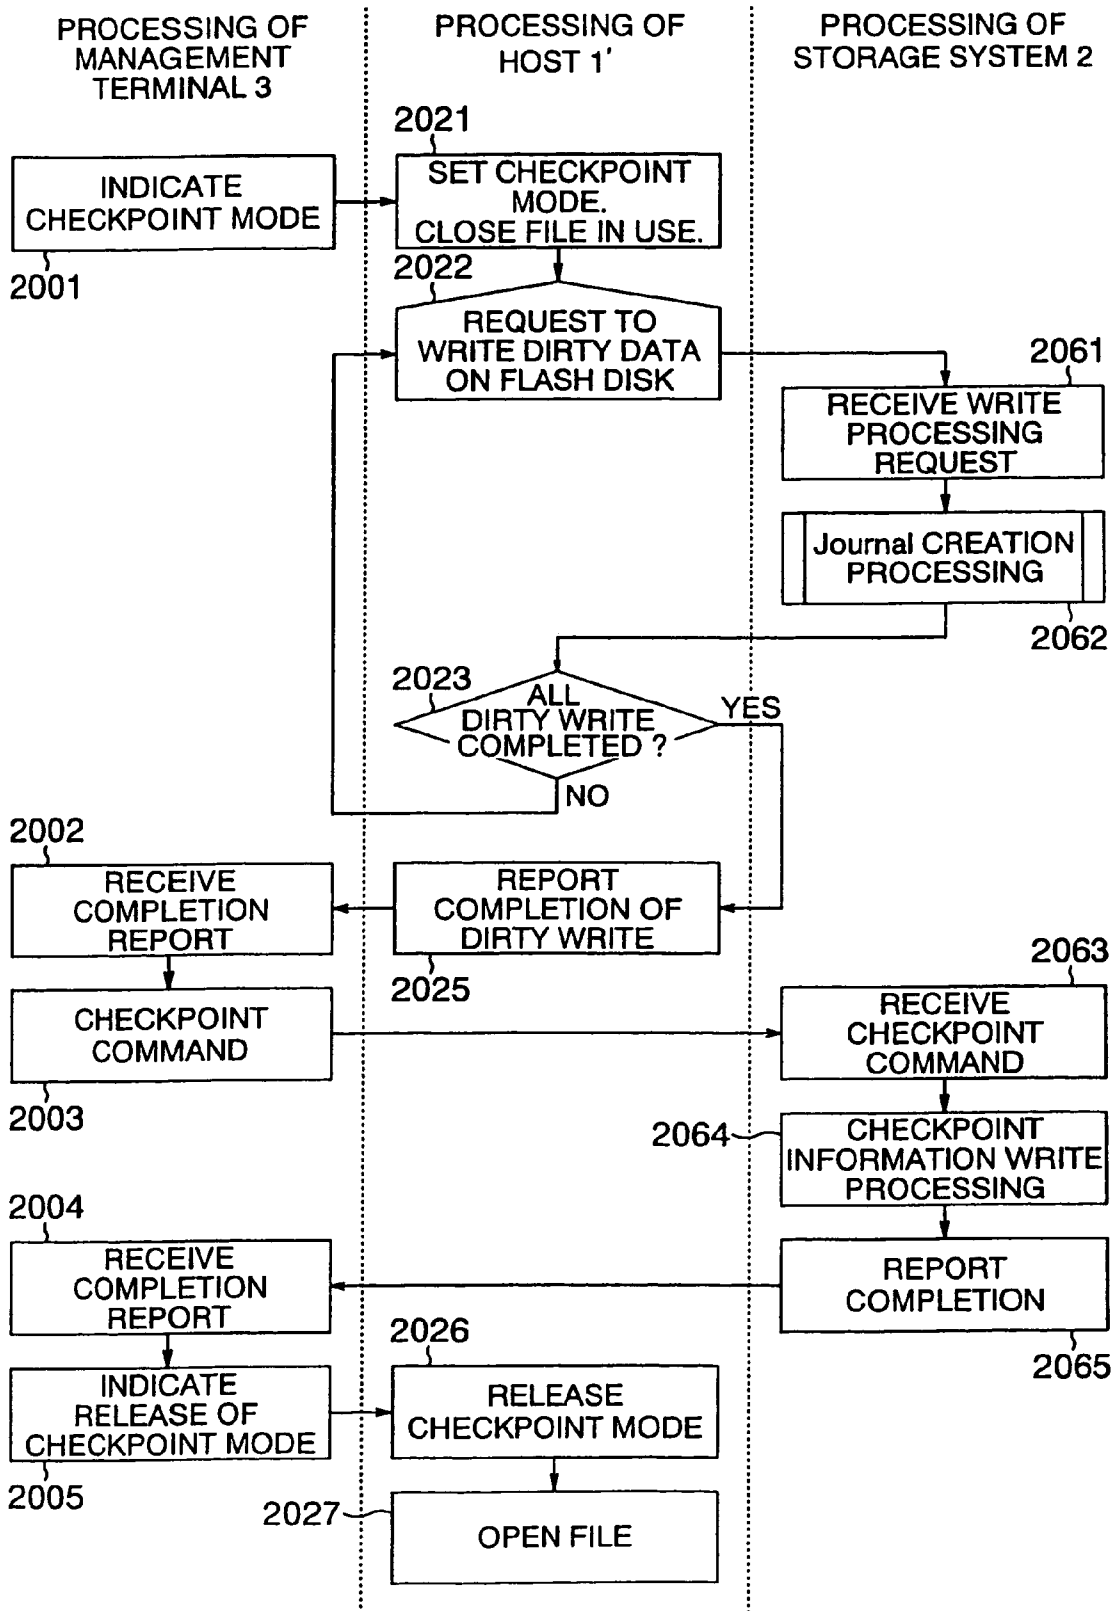 PROCESSING OF
MANAGEMENT
TERMINAL 3
PROCESSING OF
HOST 1'
PROCESSING OF
STORAGE SYSTEM 2
2021
INDICATE
CHECKPOINT MODE
2001
SET CHECKPOINT
MODE.
CLOSE FILE IN USE.
2022
REQUEST TO
WRITE DIRTY DATA
ON FLASH DISK
2061
RECEIVE WRITE
PROCESSING
REQUEST
Journal CREATION
PROCESSING
2062
2023
ALL
DIRTY WRITE
COMPLETED ?
YES
NO
2002
RECEIVE
COMPLETION
REPORT
REPORT
COMPLETION OF
DIRTY WRITE
2025
2063
CHECKPOINT
COMMAND
2003
RECEIVE
CHECKPOINT
COMMAND
2064
CHECKPOINT
INFORMATION WRITE
PROCESSING
2004
RECEIVE
COMPLETION
REPORT
REPORT
COMPLETION
2065
2026
INDICATE
RELEASE OF
CHECKPOINT MODE
2005
RELEASE
CHECKPOINT MODE
2027
OPEN FILE